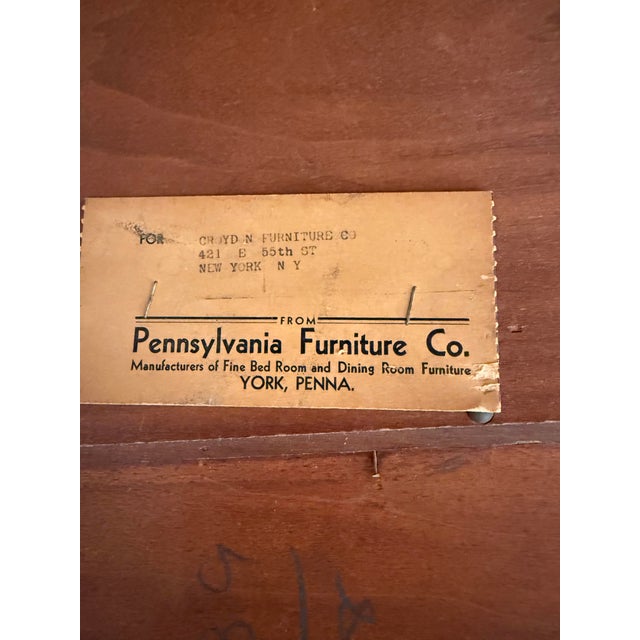 FOR CROYDON FURNITURE CO
421 E 55th ST
NEW YORK N Y
FROM
Pennsylvania Furniture Co.
Manufacturers of Fine Bed Room and Dining Room Furniture
YORK, PENNA.